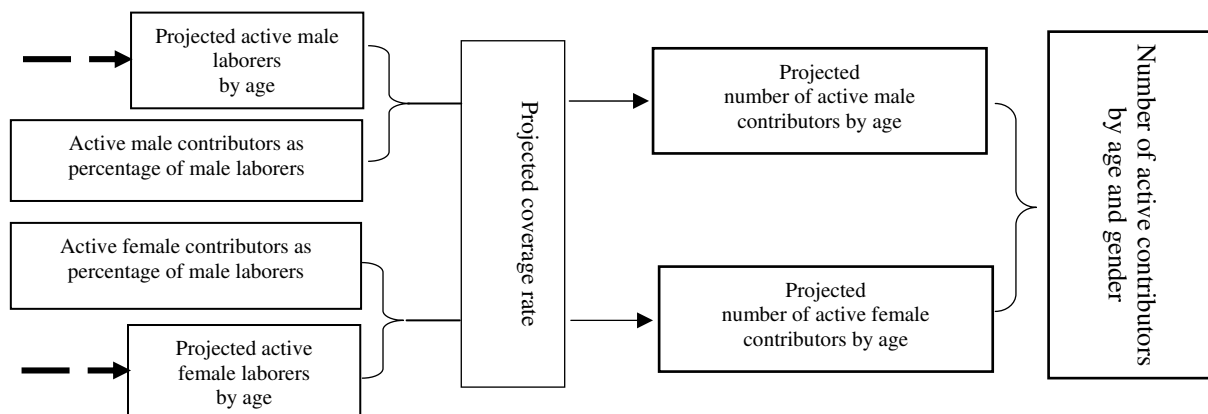 Projected active male
laborers
by age
Active male contributors as
percentage of male laborers
Active female contributors as
percentage of male laborers
Projected active
female laborers
by age
Projected coverage rate
Projected
number of active male
contributors by age
Projected
number of active female
contributors by age
Number of active contributors
by age and gender